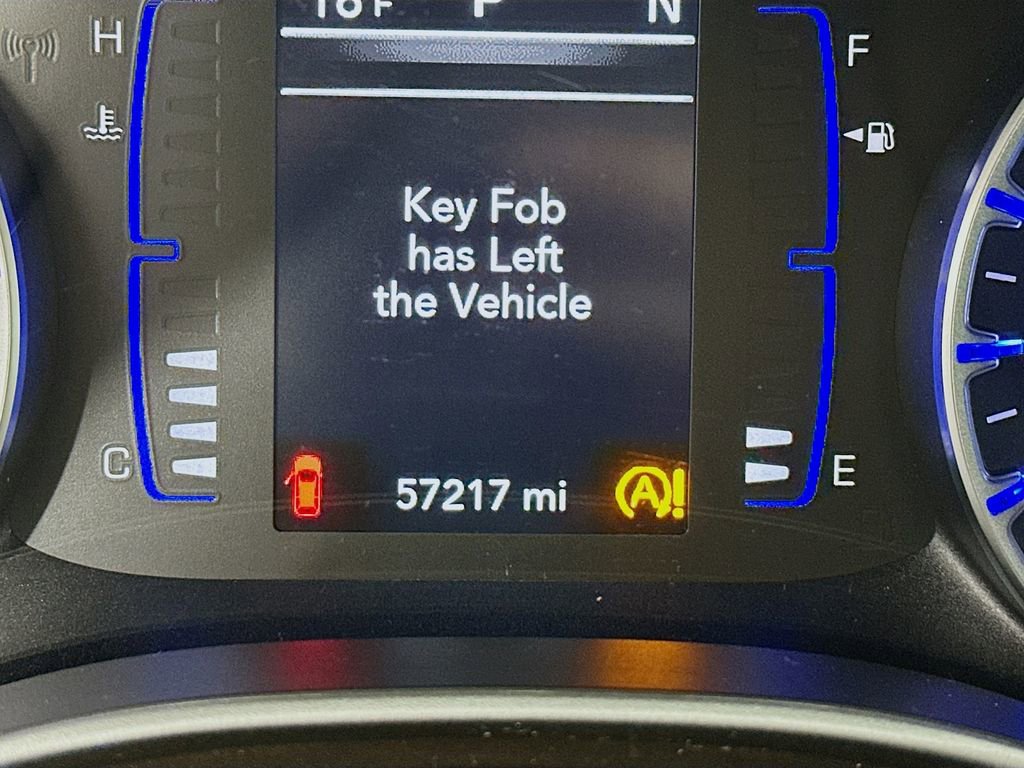 P N
H
F
Key Fob
has Left
the Vehicle
C
E
57217 mi
A!